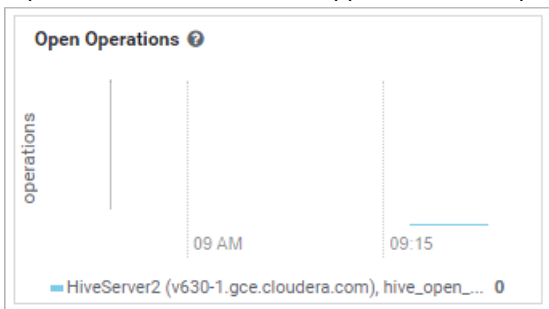 Open Operations
operations
09 AM 09:15
HiveServer2 (v630-1.gce.cloudera.com), hive_open_... 0